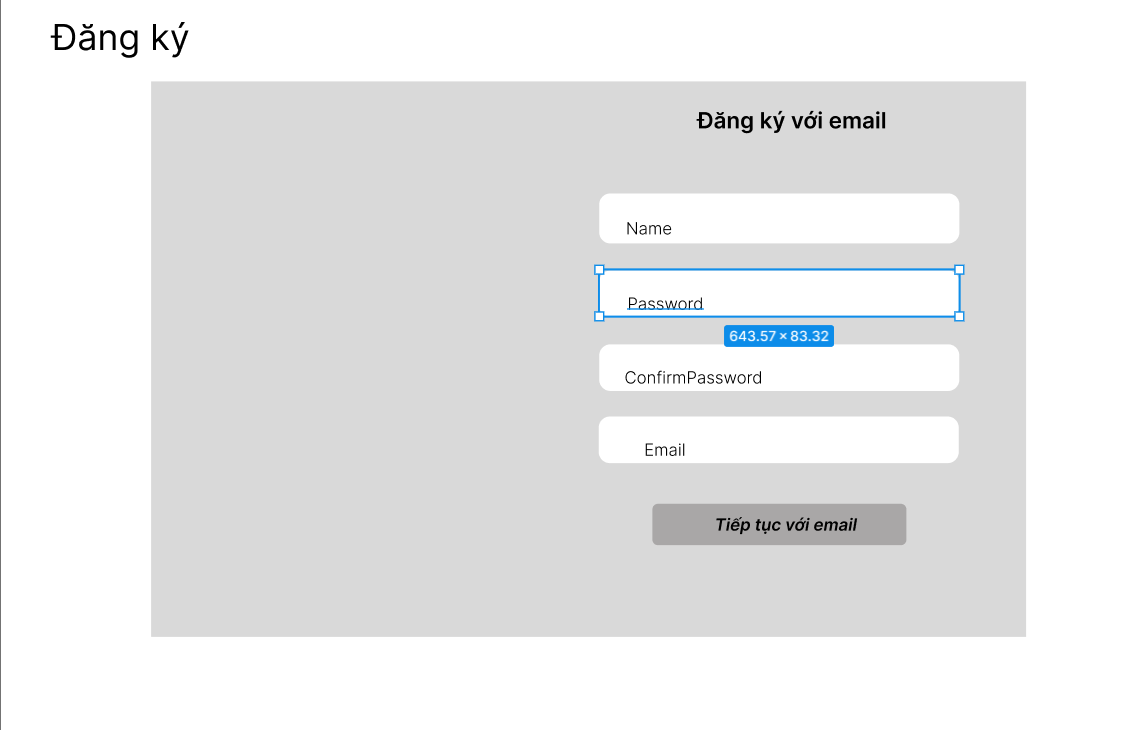 Đăng ký
Đăng ký với email
Name
Password
643.57 × 83.32
ConfirmPassword
Email
Tiếp tục với email